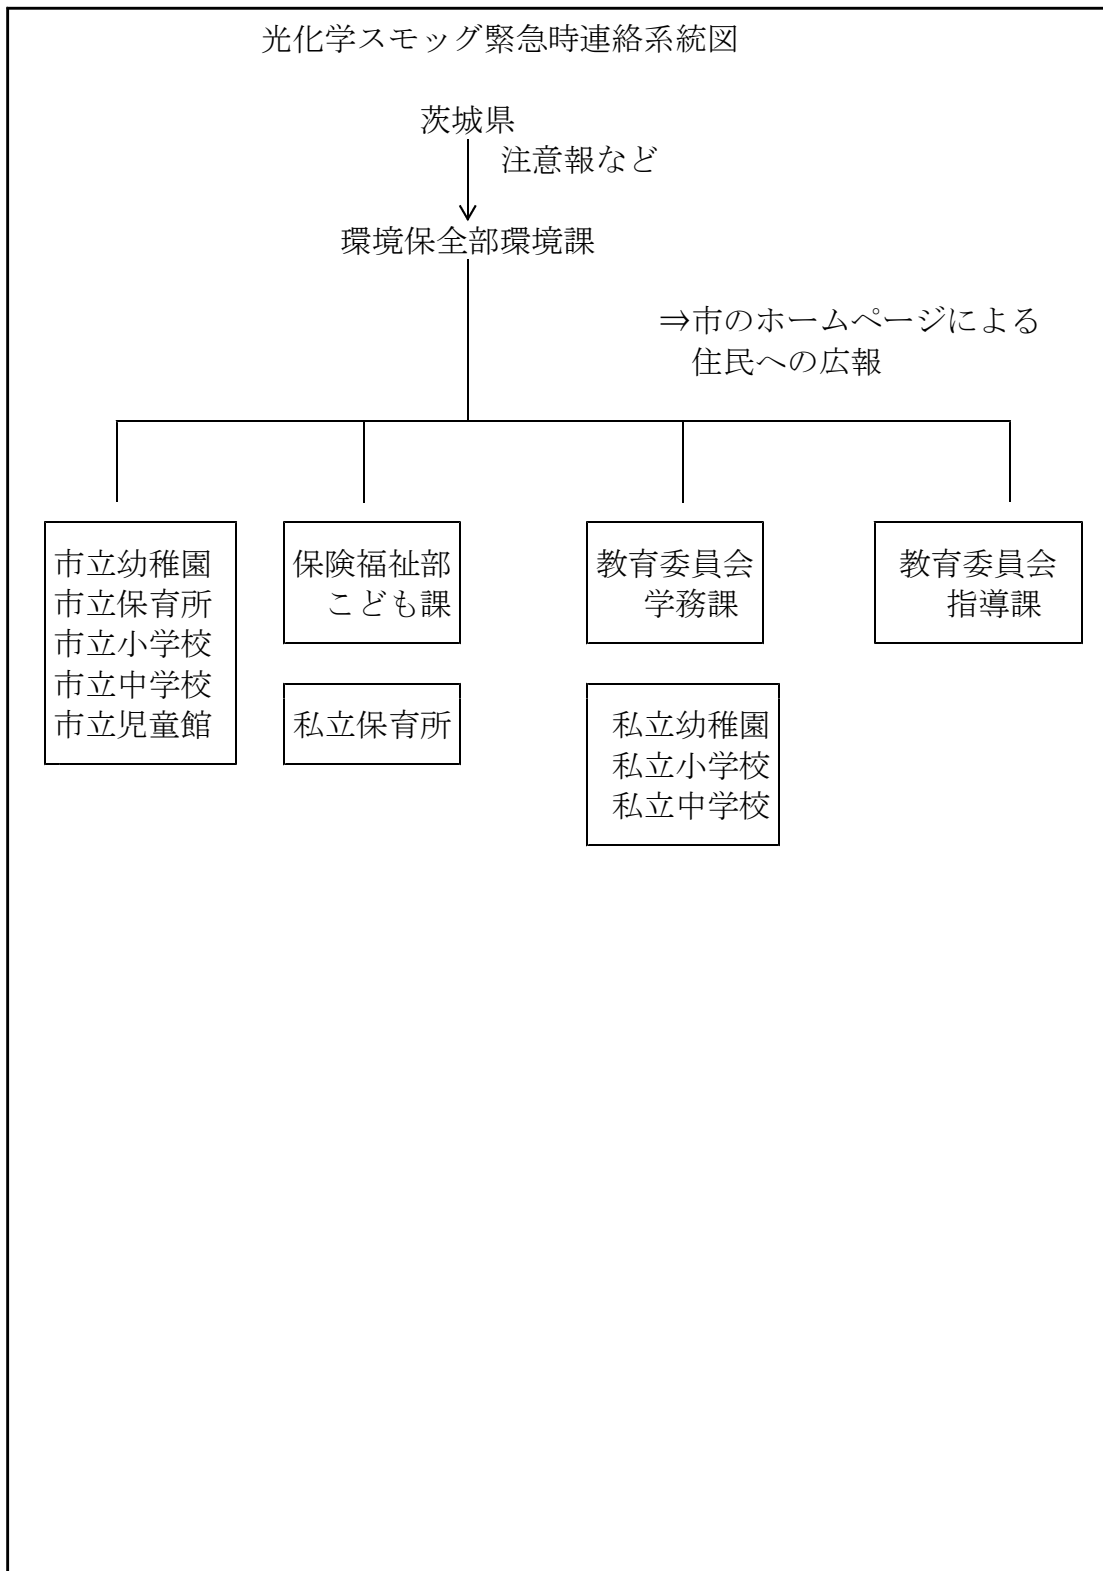 光化学スモッグ緊急時連絡系統図
茨城県
注意報など
環境保全部環境課
⇒市のホームページによる
住民への広報
市立幼稚園
市立保育所
市立小学校
市立中学校
市立児童館
保険福祉部
こども課
私立保育所
教育委員会
学務課
私立幼稚園
私立小学校
私立中学校
教育委員会
指導課